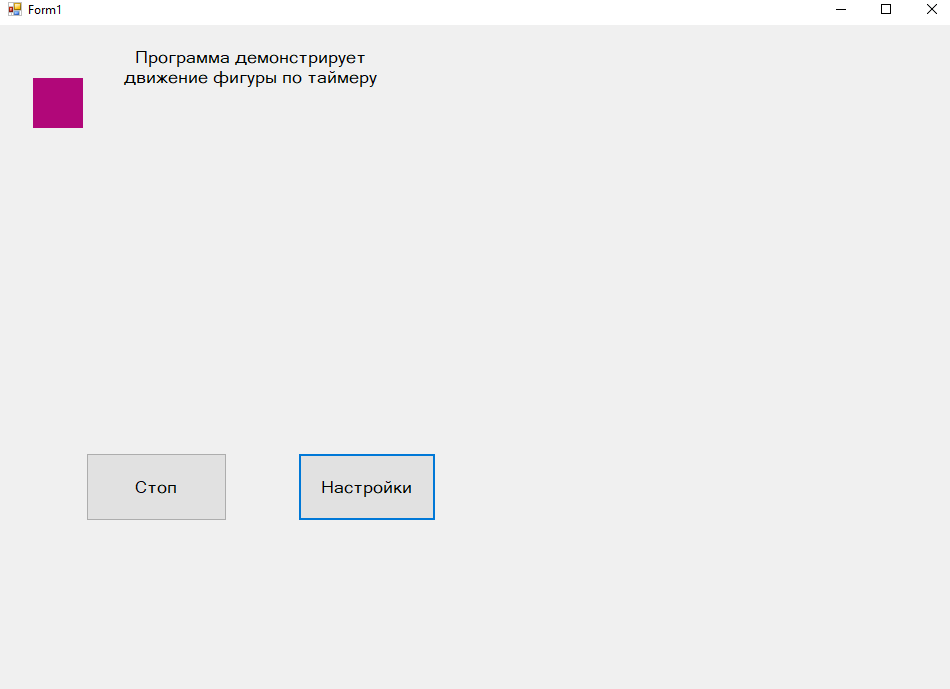 Form1
Программа демонстрирует
движение фигуры по таймеру
Стоп
Настройки